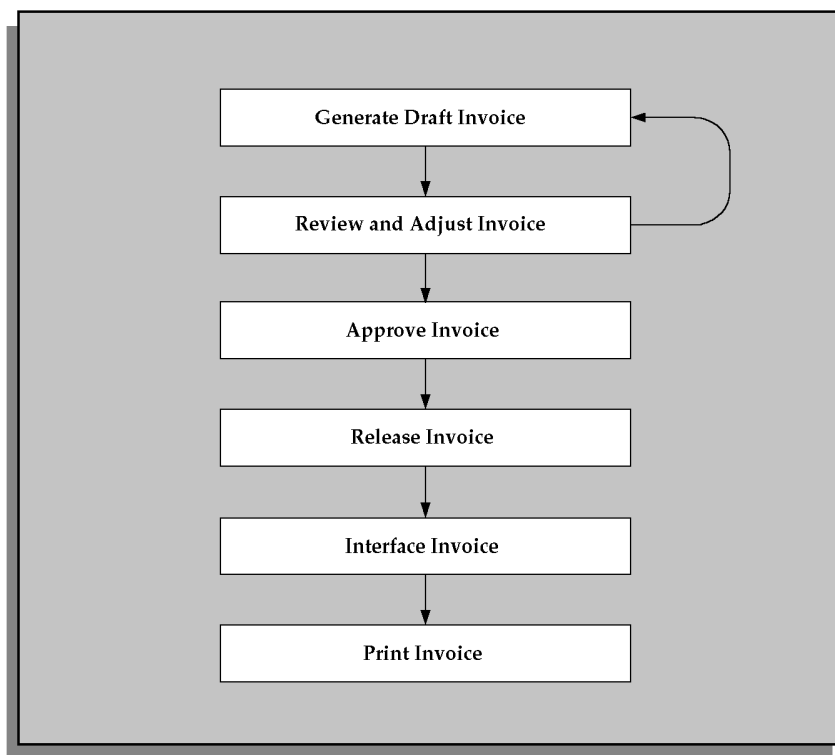 Generate Draft Invoice
Review and Adjust Invoice
Approve Invoice
Release Invoice
Interface Invoice
Print Invoice